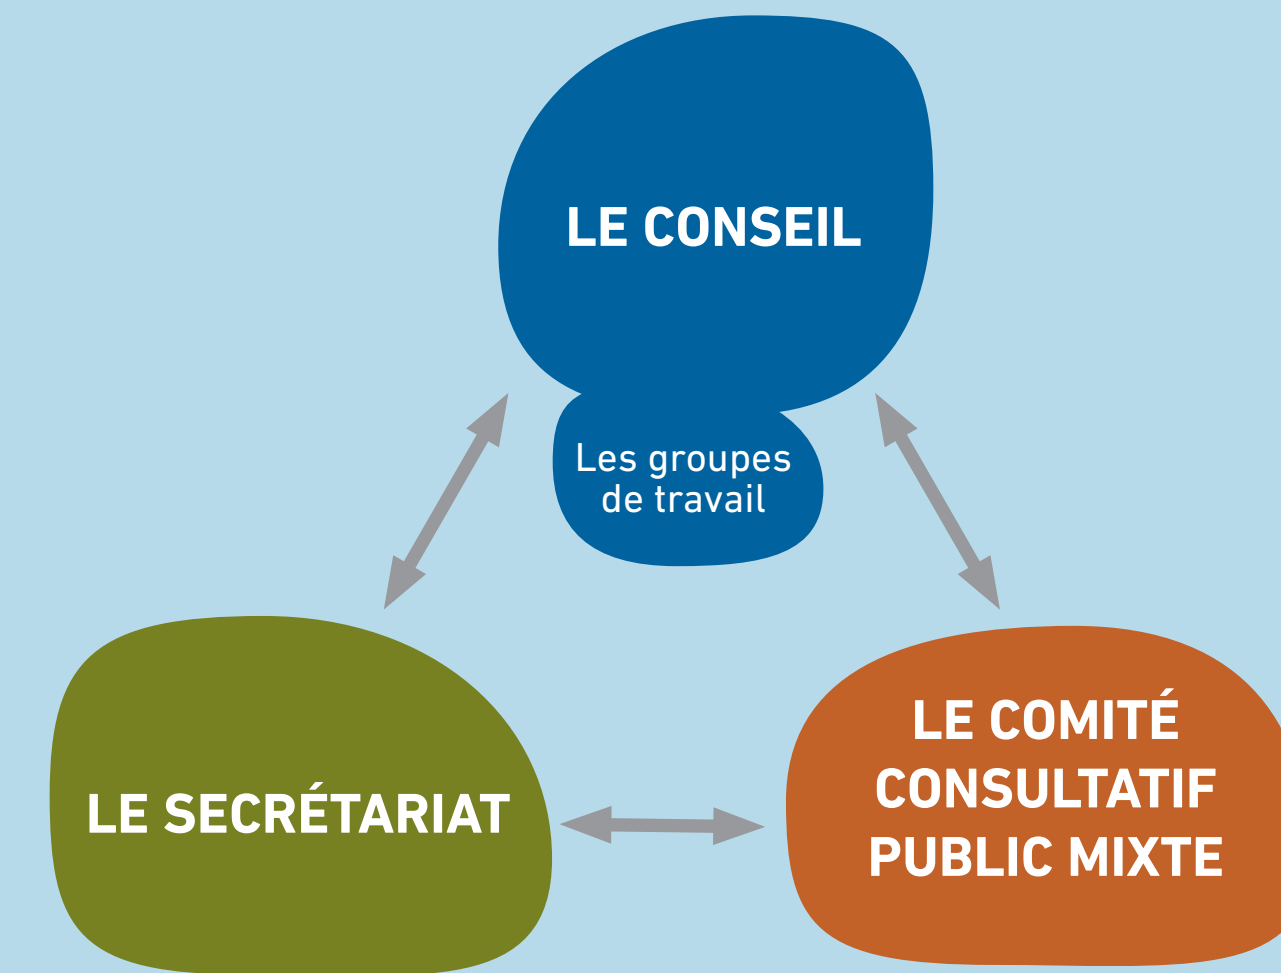 LE CONSEIL
Les groupes
de travail
LE SECRÉTARIAT
LE COMITÉ
CONSULTATIF
PUBLIC MIXTE